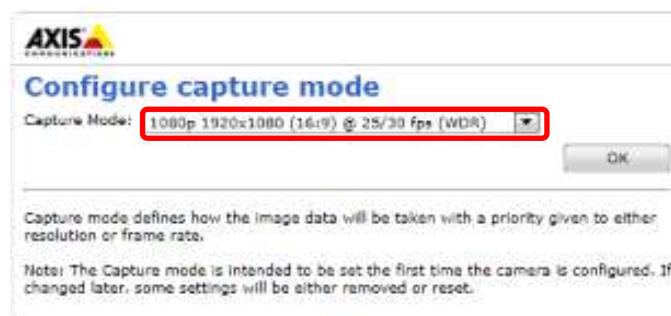 AXIS
COMMUNICATIONS
Configure capture mode
Capture Mode: 1080p 1920x1080 (16:9) @ 25/30 fps (WDR)
OK
Capture mode defines how the image data will be taken with a priority given to either
resolution or frame rate.
Note: The Capture mode is intended to be set the first time the camera is configured. If
changed later, some settings will be either removed or reset.